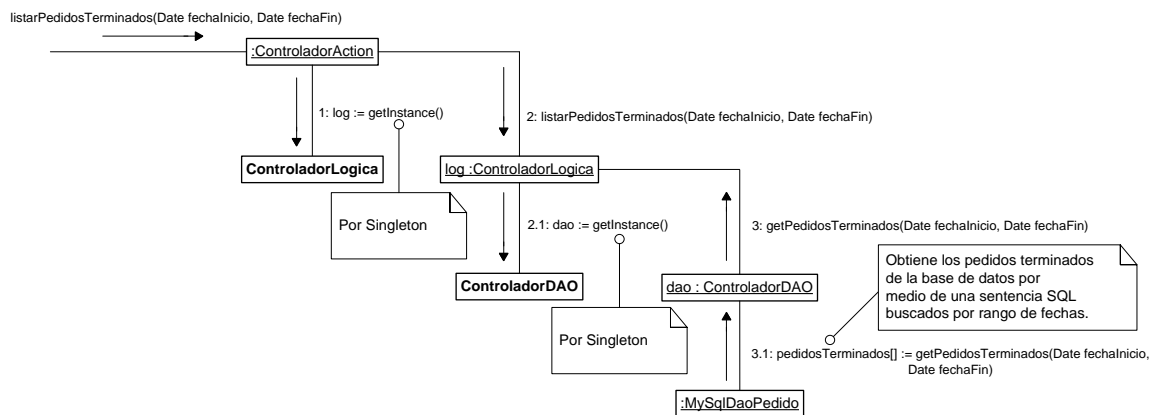 listarPedidosTerminados(Date fechaInicio, Date fechaFin)
:ControladorAction
1: log := getInstance()
2: listarPedidosTerminados(Date fechaInicio, Date fechaFin)
ControladorLogica
log :ControladorLogica
Por Singleton
2.1: dao := getInstance()
3: getPedidosTerminados(Date fechaInicio, Date fechaFin)
Obtiene los pedidos terminados
de la base de datos por
medio de una sentencia SQL
buscados por rango de fechas.
ControladorDAO
dao : ControladorDAO
Por Singleton
3.1: pedidosTerminados[] := getPedidosTerminados(Date fechaInicio,
Date fechaFin)
:MySqlDaoPedido